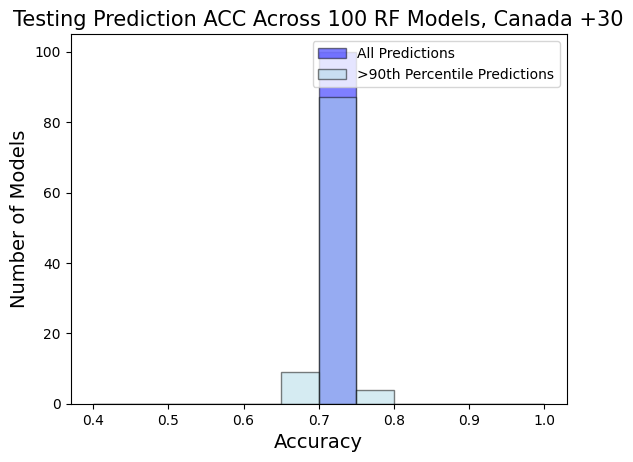 Testing Prediction ACC Across 100 RF Models, Canada +30
All Predictions
>90th Percentile Predictions
Number of Models
100
80
60
40
20
0
0.4 0.5 0.6 0.7 0.8 0.9 1.0
Accuracy